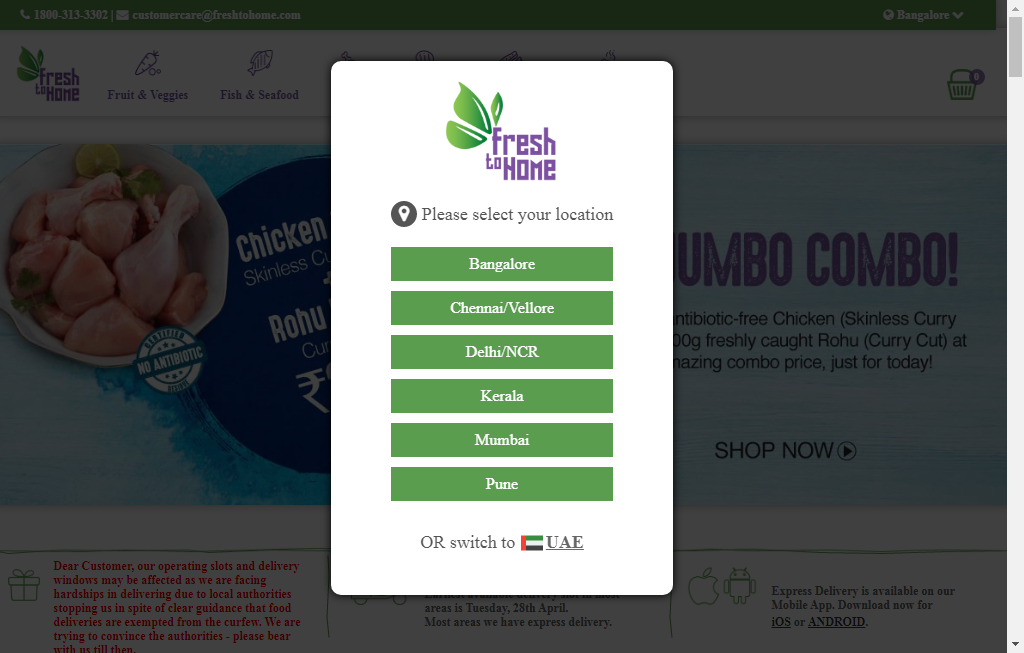 1800-313-3302 | customercare@freshtohome.com
Bangalore
fresh
to HOME
Fruit & Veggies
Fish & Seafood
0
fresh
to HOME
Please select your location
Bangalore
Chennai/Vellore
Delhi/NCR
Kerala
Mumbai
Pune
OR switch to UAE
Chicken
Skinless Cu
Rohu
Cur
₹
CERTIFIED
NO ANTIBIOTIC
UMBO COMBO!
ntibiotic-free Chicken (Skinless Curry
00g freshly caught Rohu (Curry Cut) at
mazing combo price, just for today!
SHOP NOW
Dear Customer, our operating slots and delivery
windows may be affected as we are facing
hardships in delivering due to local authorities
stopping us in spite of clear guidance that food
deliveries are exempted from the curfew. We are
trying to convince the authorities - please bear
with us till then.
Earliest available delivery slot in most
areas is Tuesday, 28th April.
Most areas we have express delivery.
Express Delivery is available on our
Mobile App. Download now for
iOS or ANDROID.